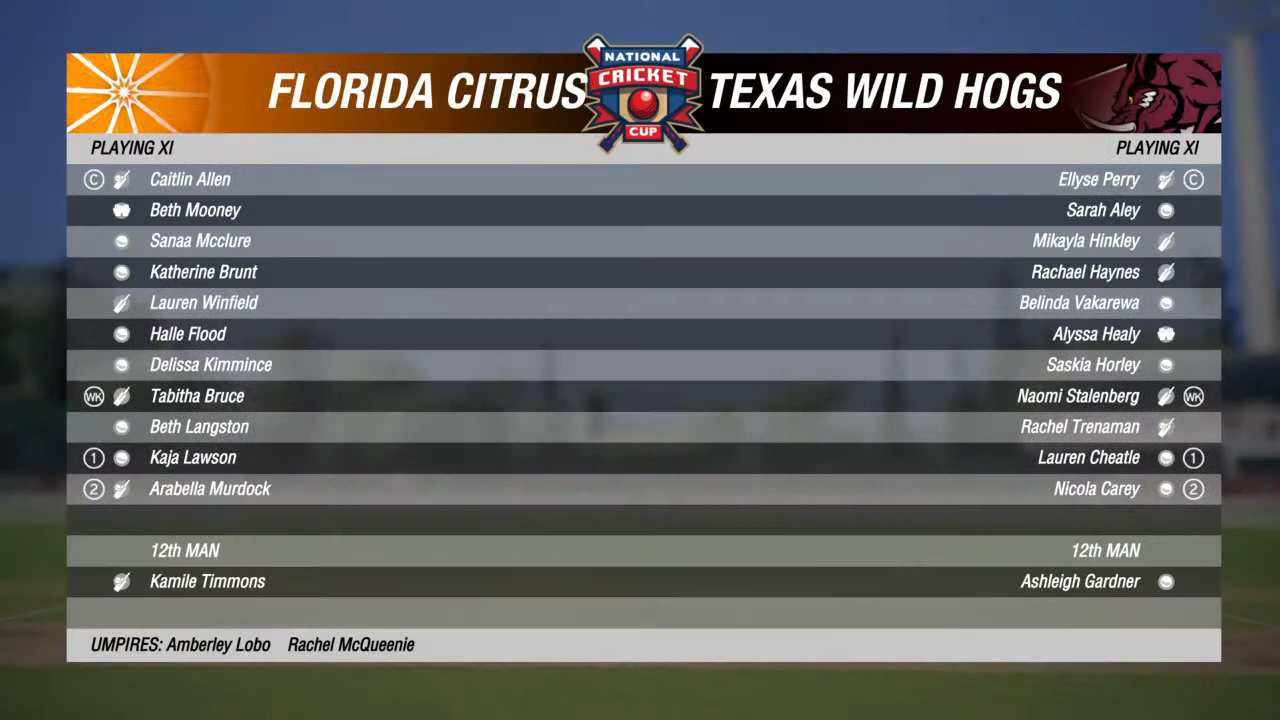 FLORIDA CITRUS NATIONAL CRICKET CUP TEXAS WILD HOGS
PLAYING XI PLAYING XI
C Caitlin Allen Ellyse Perry C
Beth Mooney Sarah Aley
Sanaa Mcclure Mikayla Hinkley
Katherine Brunt Rachael Haynes
Lauren Winfield Belinda Vakarewa
Halle Flood Alyssa Healy
Delissa Kimmince Saskia Horley
WK Tabitha Bruce Naomi Stalenberg WK
Beth Langston Rachel Trenaman
1 Kaja Lawson Lauren Cheatle 1
2 Arabella Murdock Nicola Carey 2
12th MAN 12th MAN
Kamile Timmons Ashleigh Gardner
UMPIRES: Amberley Lobo Rachel McQueenie